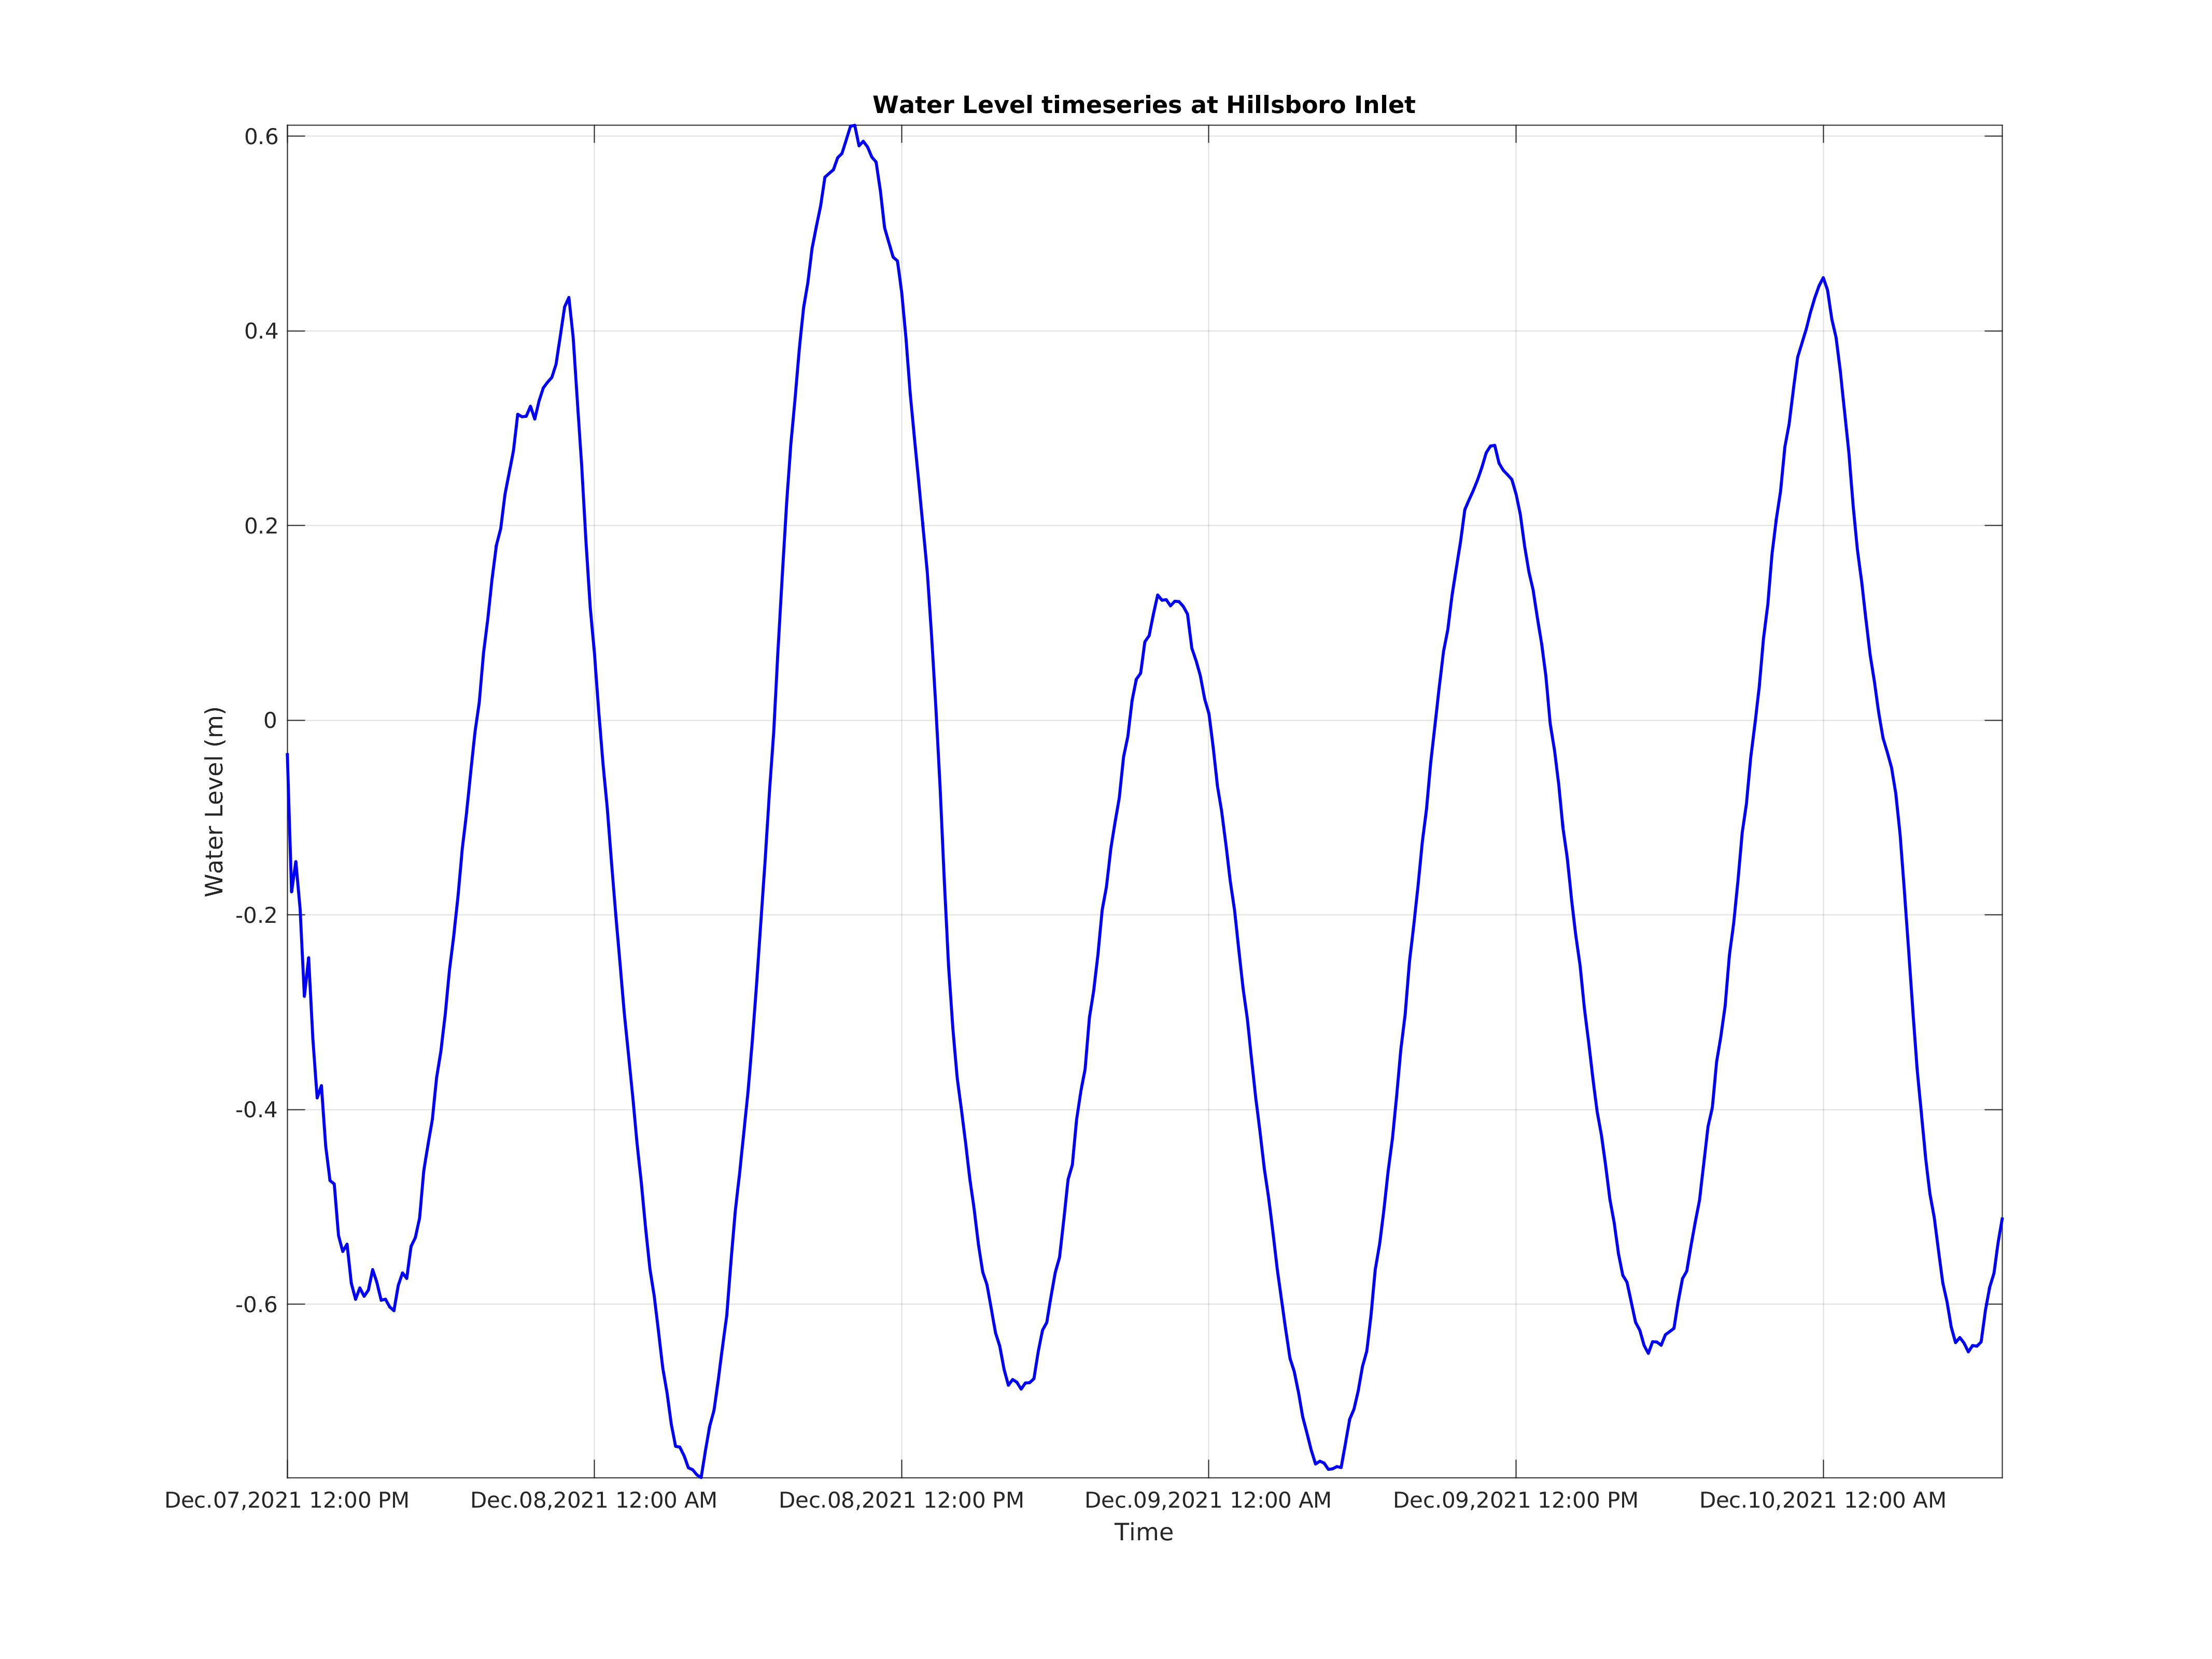 Water Level timeseries at Hillsboro Inlet
0.6
0.4
0.2
0
-0.2
-0.4
-0.6
Water Level (m)
Dec.07,2021 12:00 PM
Dec.08,2021 12:00 AM
Dec.08,2021 12:00 PM
Dec.09,2021 12:00 AM
Dec.09,2021 12:00 PM
Dec.10,2021 12:00 AM
Time